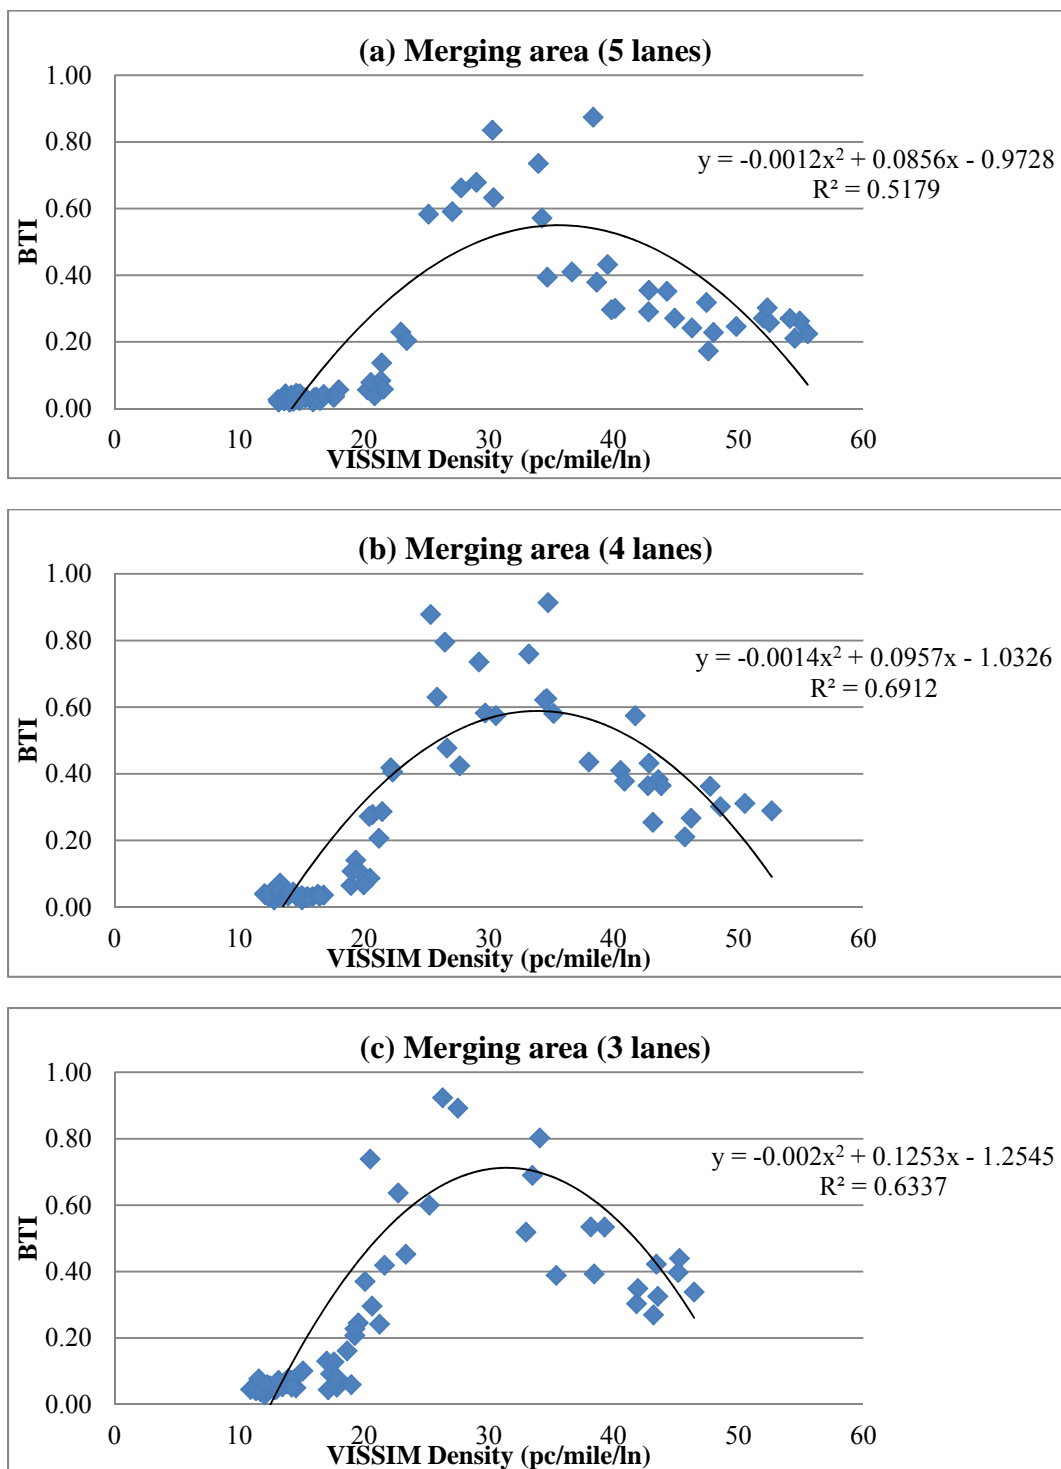 (a) Merging area (5 lanes)
1.00
0.80
y = -0.0012x² + 0.0856x - 0.9728
R² = 0.5179
0.60
BTI
0.40
0.20
0.00
0 10 20 30 40 50 60
VISSIM Density (pc/mile/ln)
(b) Merging area (4 lanes)
1.00
0.80
y = -0.0014x² + 0.0957x - 1.0326
R² = 0.6912
0.60
BTI
0.40
0.20
0.00
0 10 20 30 40 50 60
VISSIM Density (pc/mile/ln)
(c) Merging area (3 lanes)
1.00
0.80
y = -0.002x² + 0.1253x - 1.2545
R² = 0.6337
0.60
BTI
0.40
0.20
0.00
0 10 20 30 40 50 60
VISSIM Density (pc/mile/ln)